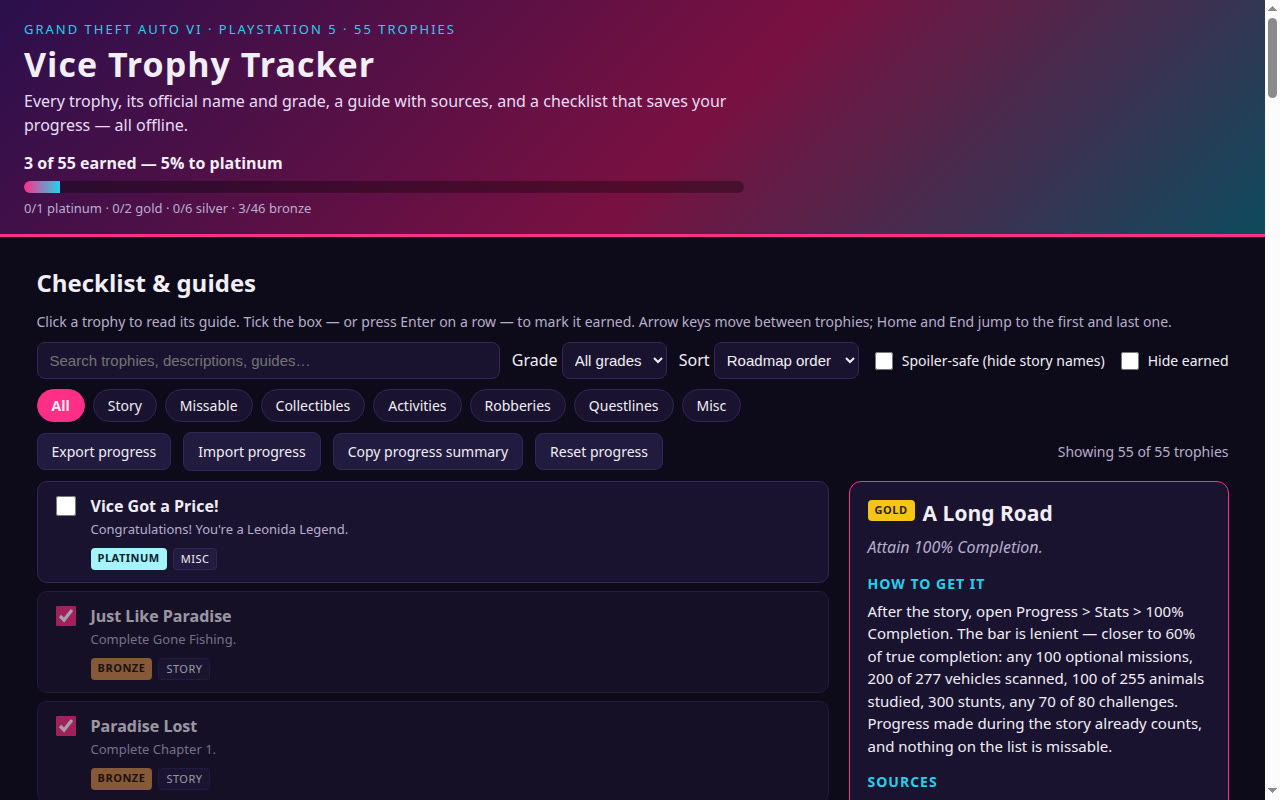 GRAND THEFT AUTO VI · PLAYSTATION 5 · 55 TROPHIES
Vice Trophy Tracker
Every trophy, its official name and grade, a guide with sources, and a checklist that saves your
progress — all offline.
3 of 55 earned — 5% to platinum
0/1 platinum · 0/2 gold · 0/6 silver · 3/46 bronze
Checklist & guides
Click a trophy to read its guide. Tick the box — or press Enter on a row — to mark it earned. Arrow keys move between trophies; Home and End jump to the first and last one.
Search trophies, descriptions, guides…
Grade
All grades
Sort
Roadmap order
Spoiler-safe (hide story names)
Hide earned
All
Story
Missable
Collectibles
Activities
Robberies
Questlines
Misc
Export progress
Import progress
Copy progress summary
Reset progress
Showing 55 of 55 trophies
Vice Got a Price!
Congratulations! You're a Leonida Legend.
PLATINUM
MISC
Just Like Paradise
Complete Gone Fishing.
BRONZE
STORY
Paradise Lost
Complete Chapter 1.
BRONZE
STORY
GOLD
A Long Road
Attain 100% Completion.
HOW TO GET IT
After the story, open Progress > Stats > 100%
Completion. The bar is lenient — closer to 60%
of true completion: any 100 optional missions,
200 of 277 vehicles scanned, 100 of 255 animals
studied, 300 stunts, any 70 of 80 challenges.
Progress made during the story already counts,
and nothing on the list is missable.
SOURCES